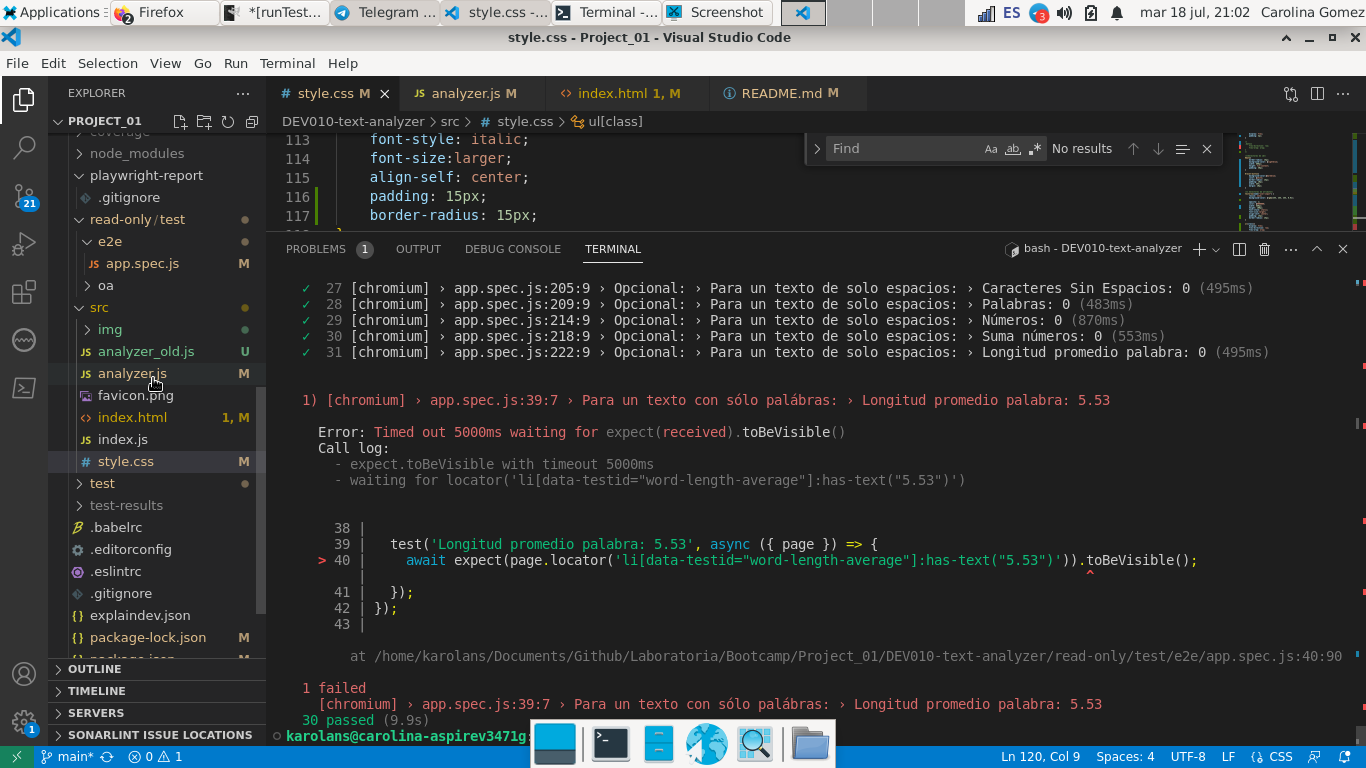 Applications
2
Firefox
*[runTest...
Telegram ...
style.css -...
Terminal -...
Screenshot
ES
3
mar 18 jul, 21:02
Carolina Gomez
style.css - Project_01 - Visual Studio Code
File Edit Selection View Go Run Terminal Help
EXPLORER
PROJECT_01
coverage
node_modules
playwright-report
.gitignore
read-only/test
e2e
app.spec.js M
oa
src
img
analyzer_old.js U
analyzer.js M
favicon.png
index.html 1, M
index.js
style.css M
test
test-results
.babelrc
.editorconfig
.eslintrc
.gitignore
explaindev.json
package-lock.json M
package.json M
OUTLINE
TIMELINE
SERVERS
SONARLINT ISSUE LOCATIONS
21
1
# style.css M
JS analyzer.js M
<> index.html 1, M
README.md M
DEV010-text-analyzer > src > # style.css > ul[class]
113 font-style: italic;
114 font-size:larger;
115 align-self: center;
116 padding: 15px;
117 border-radius: 15px;
Find
Aa
ab
No results
PROBLEMS 1 OUTPUT DEBUG CONSOLE TERMINAL
bash - DEV010-text-analyzer
✓ 27 [chromium] › app.spec.js:205:9 › Opcional: › Para un texto de solo espacios: › Caracteres Sin Espacios: 0 (495ms)
✓ 28 [chromium] › app.spec.js:209:9 › Opcional: › Para un texto de solo espacios: › Palabras: 0 (483ms)
✓ 29 [chromium] › app.spec.js:214:9 › Opcional: › Para un texto de solo espacios: › Números: 0 (870ms)
✓ 30 [chromium] › app.spec.js:218:9 › Opcional: › Para un texto de solo espacios: › Suma números: 0 (553ms)
✓ 31 [chromium] › app.spec.js:222:9 › Opcional: › Para un texto de solo espacios: › Longitud promedio palabra: 0 (495ms)
1) [chromium] › app.spec.js:39:7 › Para un texto con sólo palábras: › Longitud promedio palabra: 5.53
Error: Timed out 5000ms waiting for expect(received).toBeVisible()
Call log:
- expect.toBeVisible with timeout 5000ms
- waiting for locator('li[data-testid="word-length-average"]:has-text("5.53")')
38 |
39 | test('Longitud promedio palabra: 5.53', async ({ page }) => {
> 40 | await expect(page.locator('li[data-testid="word-length-average"]:has-text("5.53")')).toBeVisible();
| ^
41 | });
42 | });
43 |
at /home/karolans/Documents/Github/Laboratoria/Bootcamp/Project_01/DEV010-text-analyzer/read-only/test/e2e/app.spec.js:40:90
1 failed
[chromium] › app.spec.js:39:7 › Para un texto con sólo palábras: › Longitud promedio palabra: 5.53
30 passed (9.9s)
karolans@carolina-aspirev3471g:
main* 0 1
Ln 120, Col 9 Spaces: 4 UTF-8 LF {} CSS